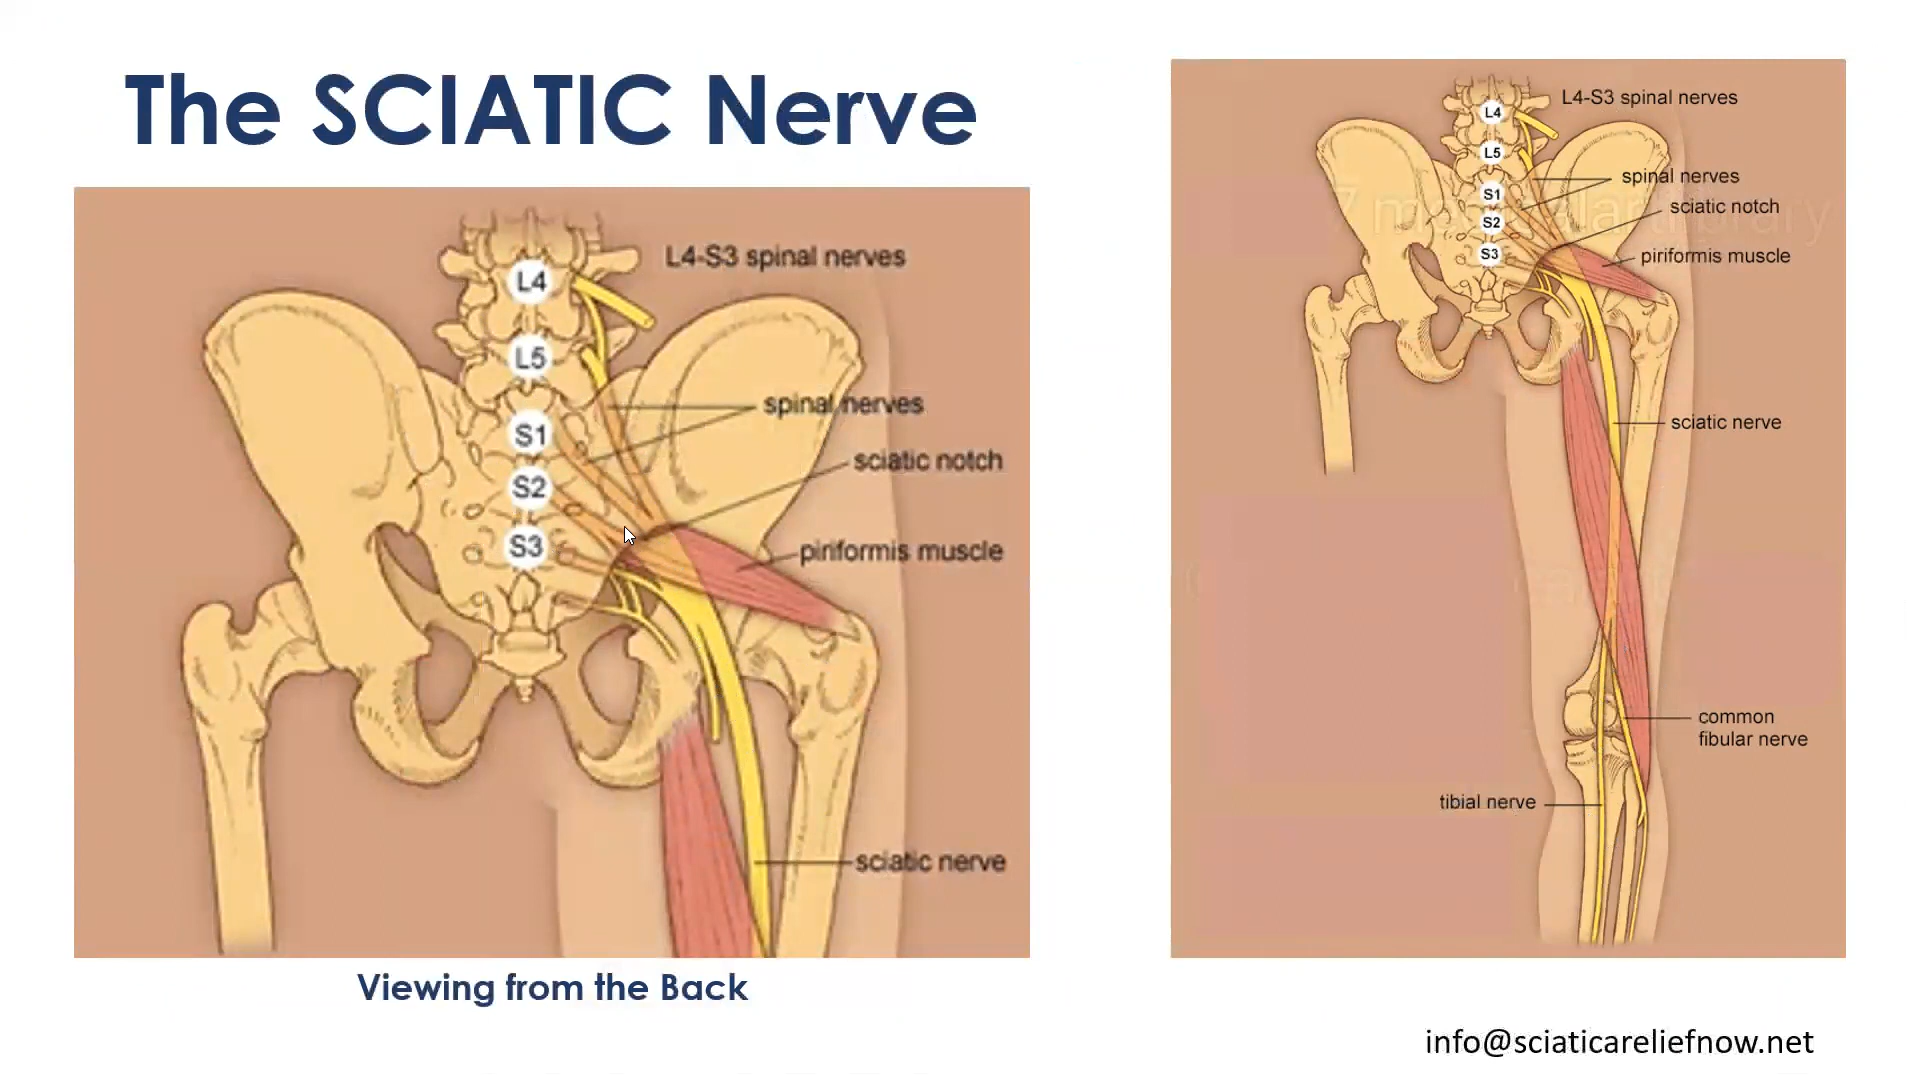 The SCIATIC Nerve
L4-S3 spinal nerves
L4
L5
spinal nerves
S1
sciatic notch
S2
S3
piriformis muscle
sciatic nerve
Viewing from the Back
L4-S3 spinal nerves
L4
L5
spinal nerves
S1
sciatic notch
S2
S3
piriformis muscle
sciatic nerve
common
fibular nerve
tibial nerve
info@sciaticareliefnow.net